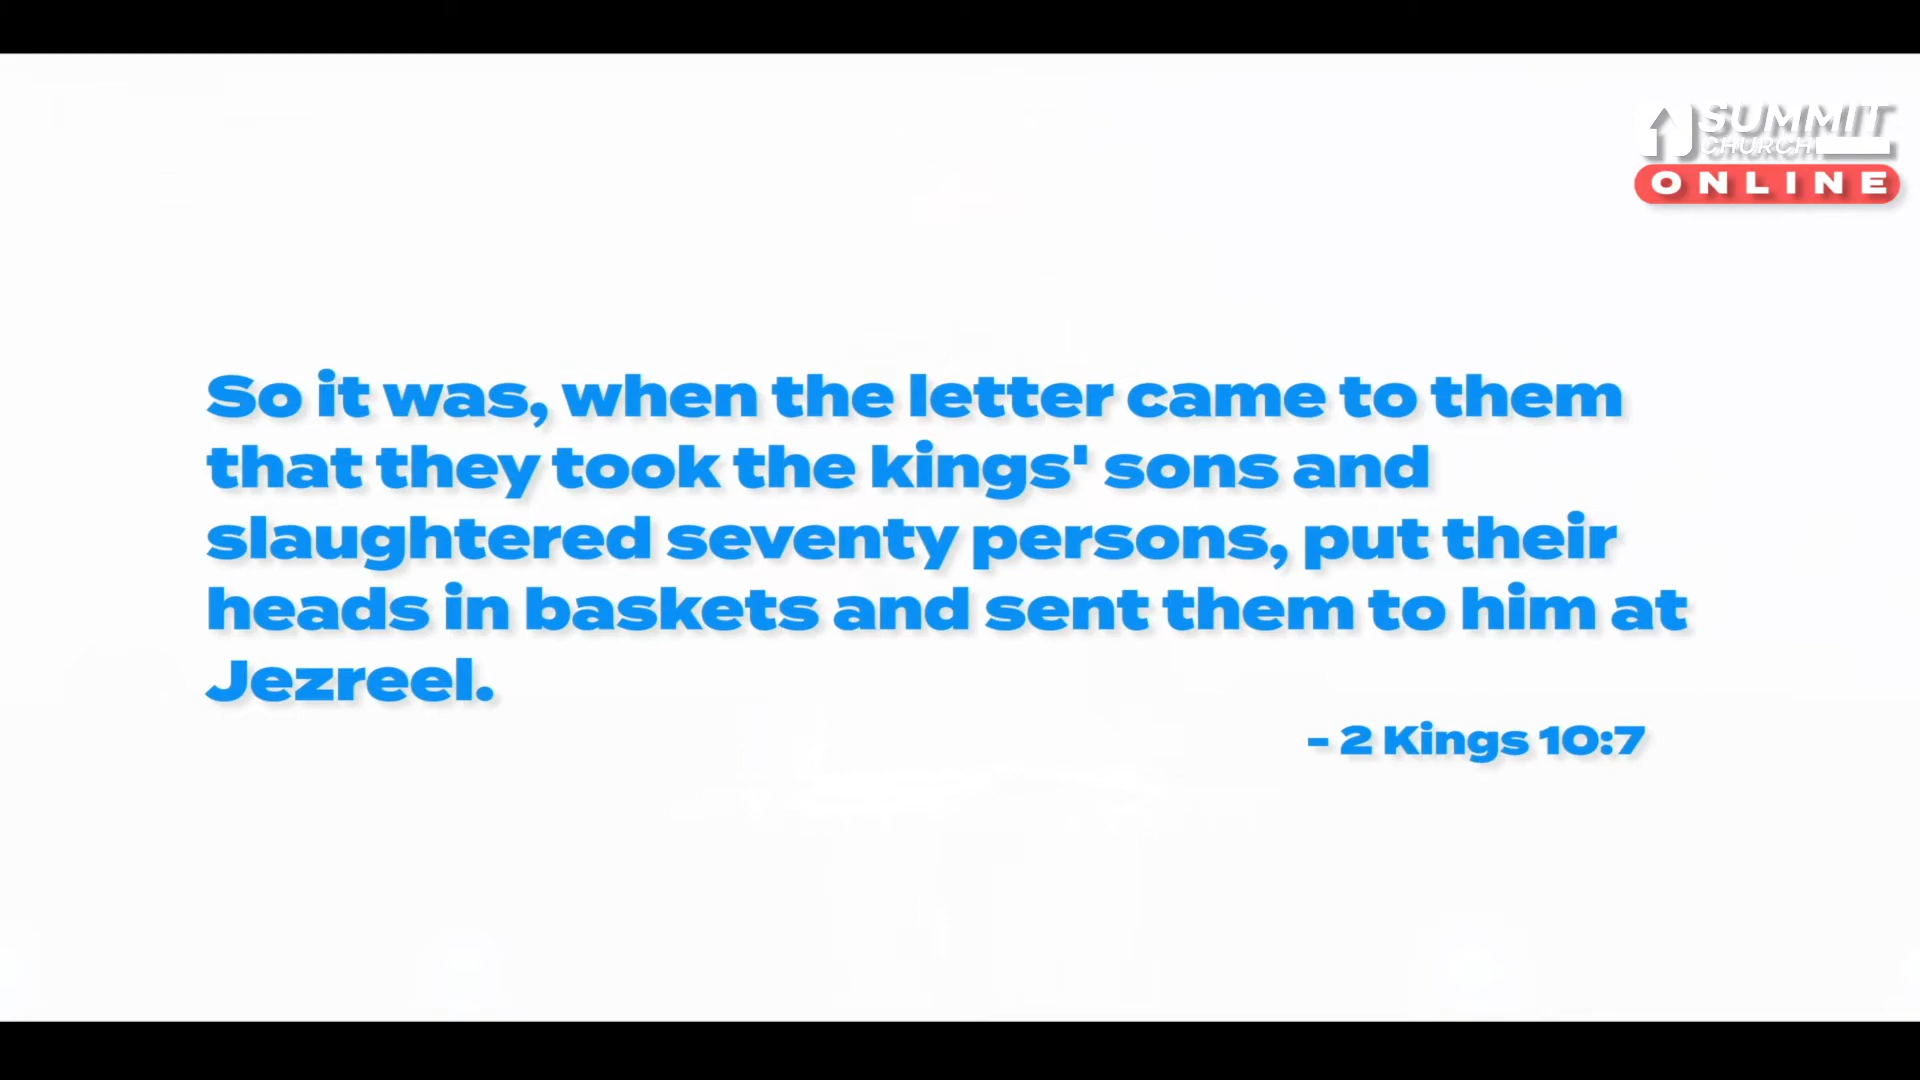 SUMMIT
CHURCH
ONLINE
So it was, when the letter came to them
that they took the kings' sons and
slaughtered seventy persons, put their
heads in baskets and sent them to him at
Jezreel.
- 2 Kings 10:7